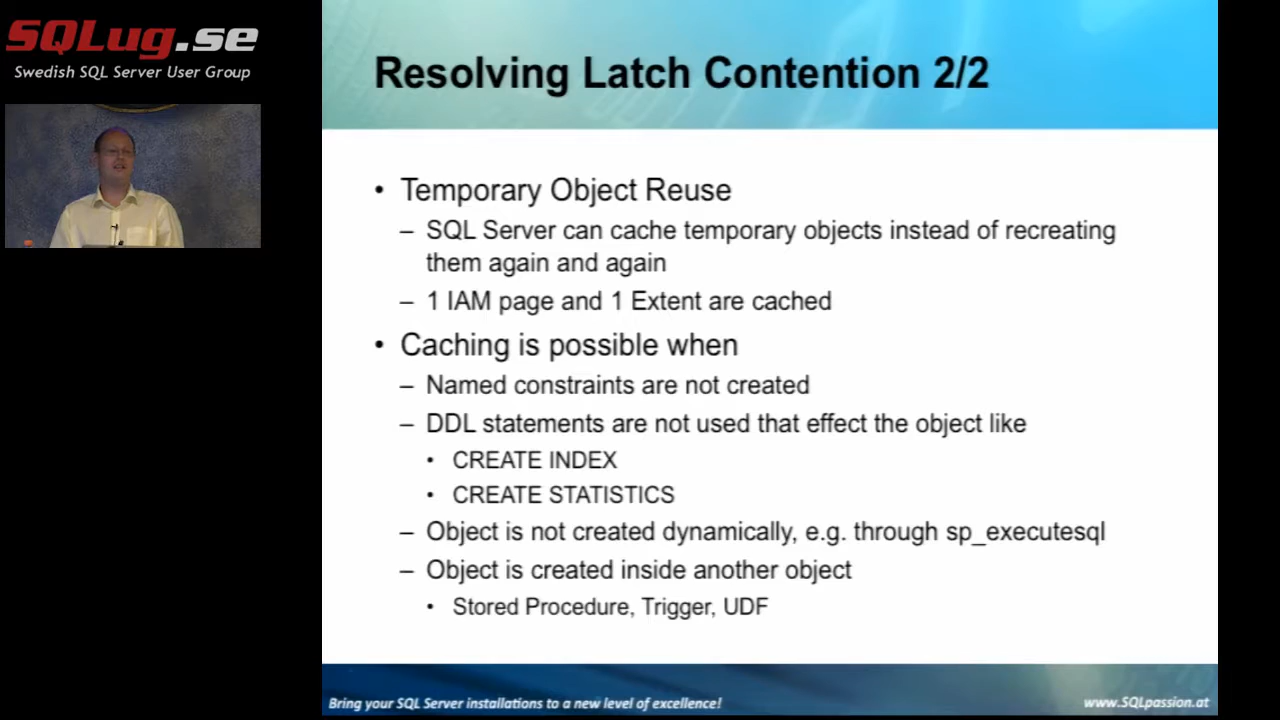 SQLug.se
Swedish SQL Server User Group
Resolving Latch Contention 2/2
• Temporary Object Reuse
– SQL Server can cache temporary objects instead of recreating
them again and again
– 1 IAM page and 1 Extent are cached
• Caching is possible when
– Named constraints are not created
– DDL statements are not used that effect the object like
• CREATE INDEX
• CREATE STATISTICS
– Object is not created dynamically, e.g. through sp_executesql
– Object is created inside another object
• Stored Procedure, Trigger, UDF
Bring your SQL Server installations to a new level of excellence!
www.SQLpassion.at